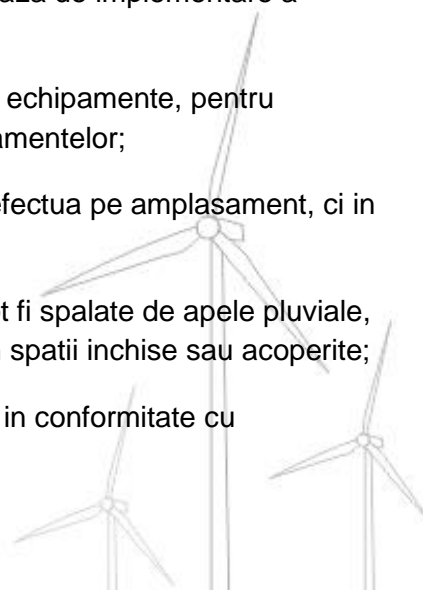 de implementare a
echipamente, pentru
amentelor;
efectua pe amplasament, ci in
t fi spalate de apele pluviale,
spatii inchise sau acoperite;
in conformitate cu